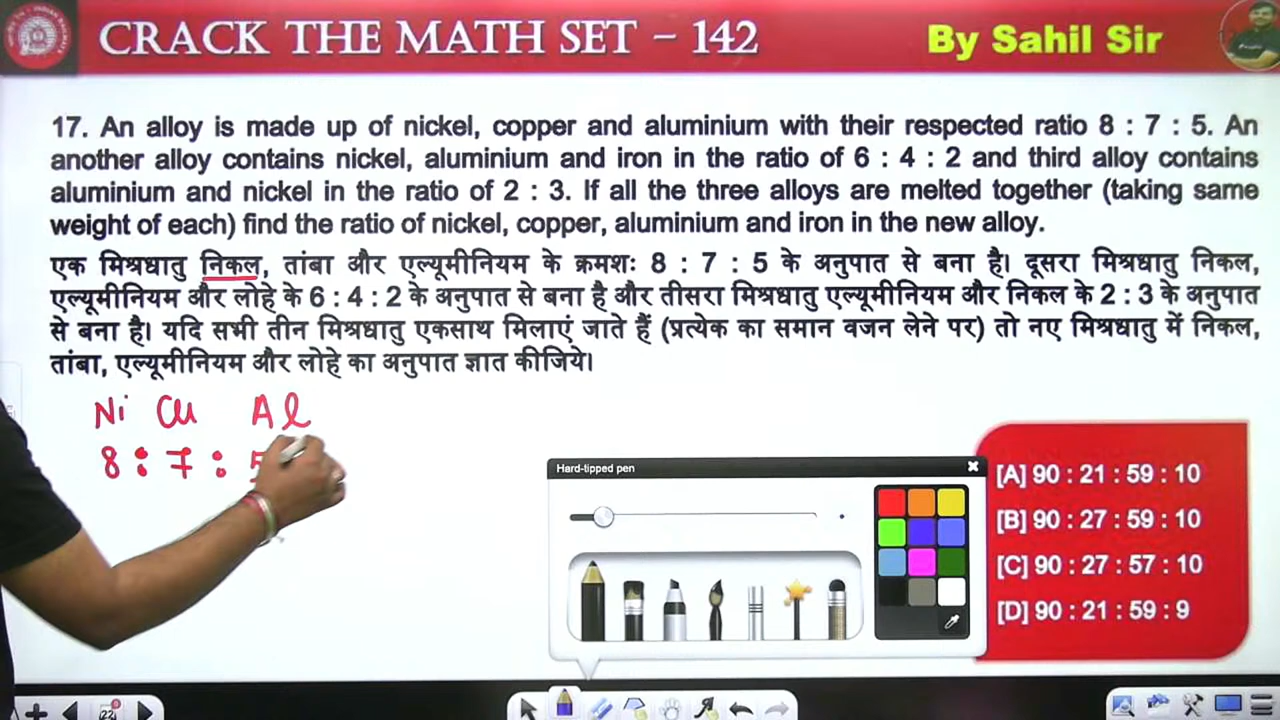 CRACK THE MATH SET – 142
By Sahil Sir
17. An alloy is made up of nickel, copper and aluminium with their respected ratio 8 : 7 : 5. An
another alloy contains nickel, aluminium and iron in the ratio of 6 : 4 : 2 and third alloy contains
aluminium and nickel in the ratio of 2 : 3. If all the three alloys are melted together (taking same
weight of each) find the ratio of nickel, copper, aluminium and iron in the new alloy.
एक मिश्रधातु निकल, तांबा और एल्यूमीनियम के क्रमशः 8 : 7 : 5 के अनुपात से बना है। दूसरा मिश्रधातु निकल,
एल्यूमीनियम और लोहे के 6 : 4 : 2 के अनुपात से बना है और तीसरा मिश्रधातु एल्यूमीनियम और निकल के 2 : 3 के अनुपात
से बना है। यदि सभी तीन मिश्रधातु एकसाथ मिलाएं जाते हैं (प्रत्येक का समान वजन लेने पर) तो नए मिश्रधातु में निकल,
तांबा, एल्यूमीनियम और लोहे का अनुपात ज्ञात कीजिये।
Ni Cu Al
8 : 7 : 5
Hard-tipped pen
[A] 90 : 21 : 59 : 10
[B] 90 : 27 : 59 : 10
[C] 90 : 27 : 57 : 10
[D] 90 : 21 : 59 : 9
22